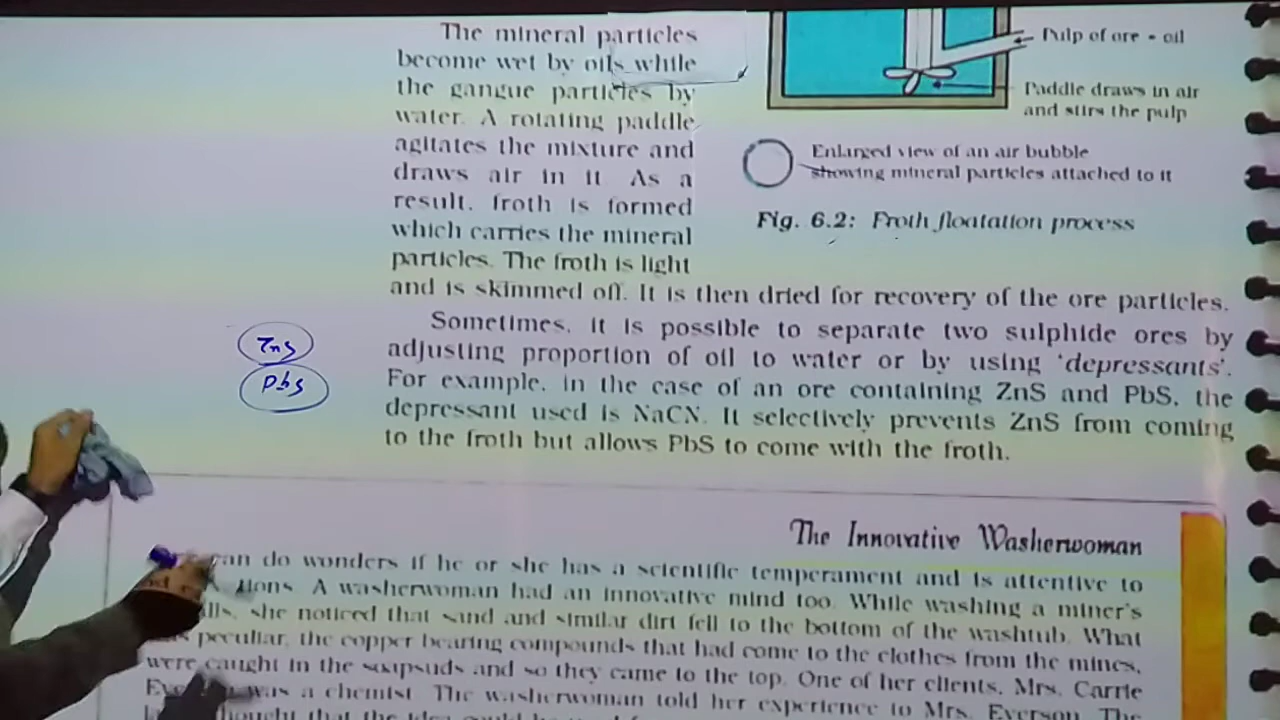 The mineral particles
become wet by oils while
the gangue particles by
water. A rotating paddle
agitates the mixture and
draws air in it. As a
result, froth is formed
which carries the mineral
particles. The froth is light
and is skimmed off. It is then dried for recovery of the ore particles.
Pulp of ore + oil
Paddle draws in air
and stirs the pulp
Enlarged view of an air bubble
showing mineral particles attached to it
Fig. 6.2: Froth floatation process
Sometimes, it is possible to separate two sulphide ores by
adjusting proportion of oil to water or by using ‘depressants’.
For example, in the case of an ore containing ZnS and PbS, the
depressant used is NaCN. It selectively prevents ZnS from coming
to the froth but allows PbS to come with the froth.
ZnS
PbS
The Innovative Washerwoman
can do wonders if he or she has a scientific temperament and is attentive to
A washerwoman had an innovative mind too. While washing a miner's
she noticed that sand and similar dirt fell to the bottom of the washtub. What
peculiar, the copper bearing compounds that had come to the clothes from the mines,
were caught in the soapsuds and so they came to the top. One of her clients, Mrs. Carrie
was a chemist. The washerwoman told her experience to Mrs. Everson. The
thought that the idea could be